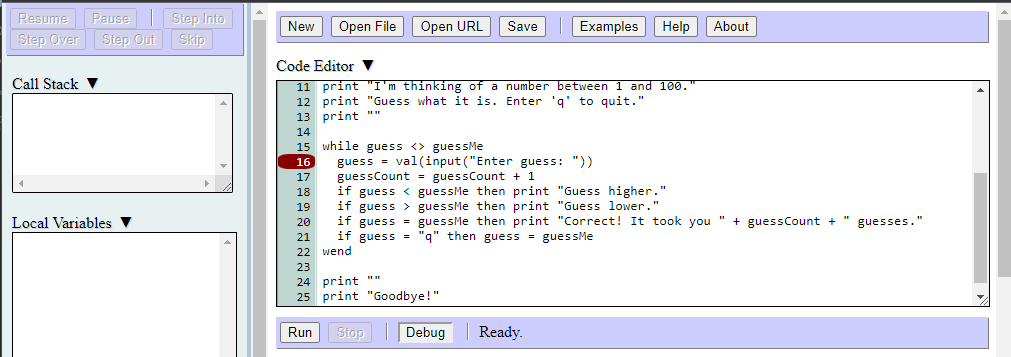 Resume Pause Step Into
Step Over Step Out Skip
Call Stack ▼
Local Variables ▼
New Open File Open URL Save Examples Help About
Code Editor ▼
11 print "I'm thinking of a number between 1 and 100."
12 print "Guess what it is. Enter 'q' to quit."
13 print ""
14
15 while guess <> guessMe
16   guess = val(input("Enter guess: "))
17   guessCount = guessCount + 1
18   if guess < guessMe then print "Guess higher."
19   if guess > guessMe then print "Guess lower."
20   if guess = guessMe then print "Correct! It took you " + guessCount + " guesses."
21   if guess = "q" then guess = guessMe
22 wend
23
24 print ""
25 print "Goodbye!"
Run Stop Debug Ready.